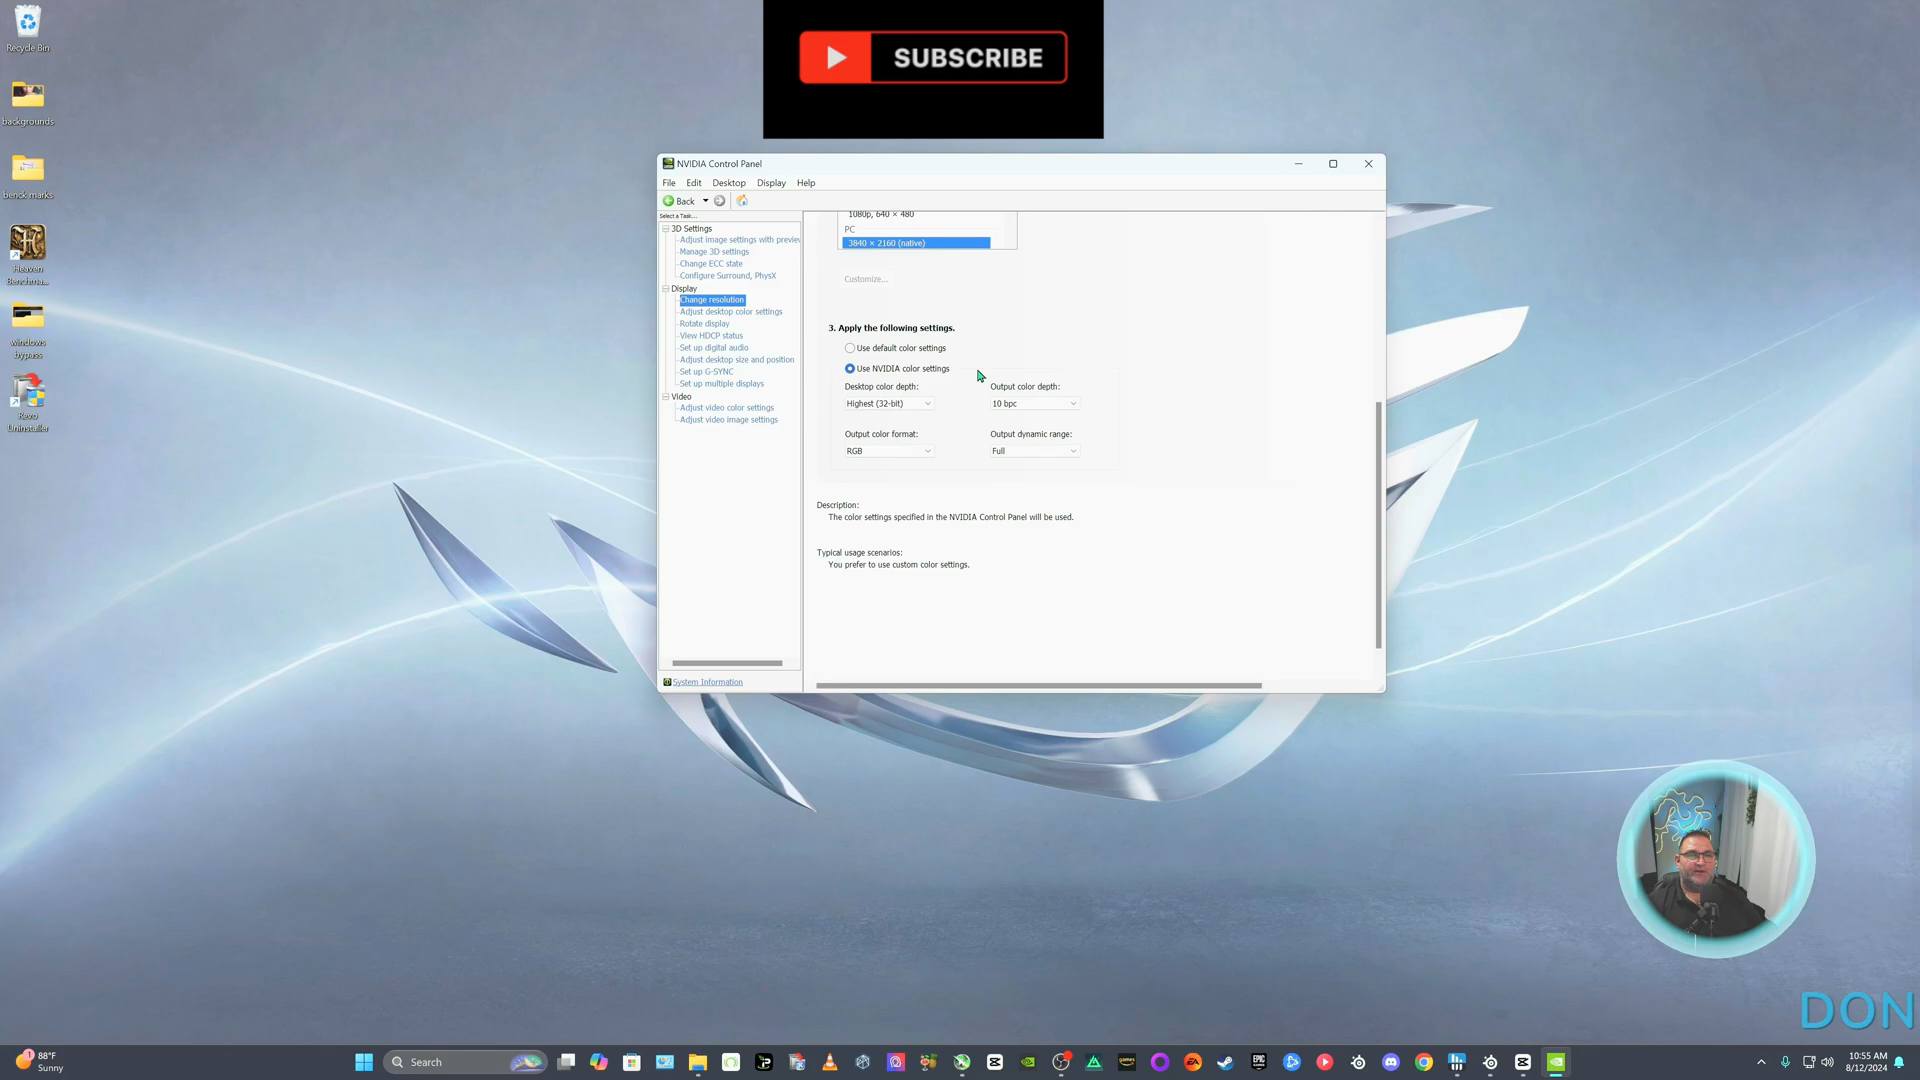 Recycle Bin
backgrounds
benck marks
Heaven
Benchma...
windows
bypass
Revo
Uninstaller
SUBSCRIBE
NVIDIA Control Panel
File Edit Desktop Display Help
Back
Select a Task...
3D Settings
Adjust image settings with preview
Manage 3D settings
Change ECC state
Configure Surround, PhysX
Display
Change resolution
Adjust desktop color settings
Rotate display
View HDCP status
Set up digital audio
Adjust desktop size and position
Set up G-SYNC
Set up multiple displays
Video
Adjust video color settings
Adjust video image settings
System Information
1080p, 640 × 480
PC
3840 × 2160 (native)
Customize...
3. Apply the following settings.
Use default color settings
Use NVIDIA color settings
Desktop color depth: Output color depth:
Highest (32-bit) 10 bpc
Output color format: Output dynamic range:
RGB Full
Description:
The color settings specified in the NVIDIA Control Panel will be used.
Typical usage scenarios:
You prefer to use custom color settings.
DON
1
88°F
Sunny
Search
10:55 AM
8/12/2024